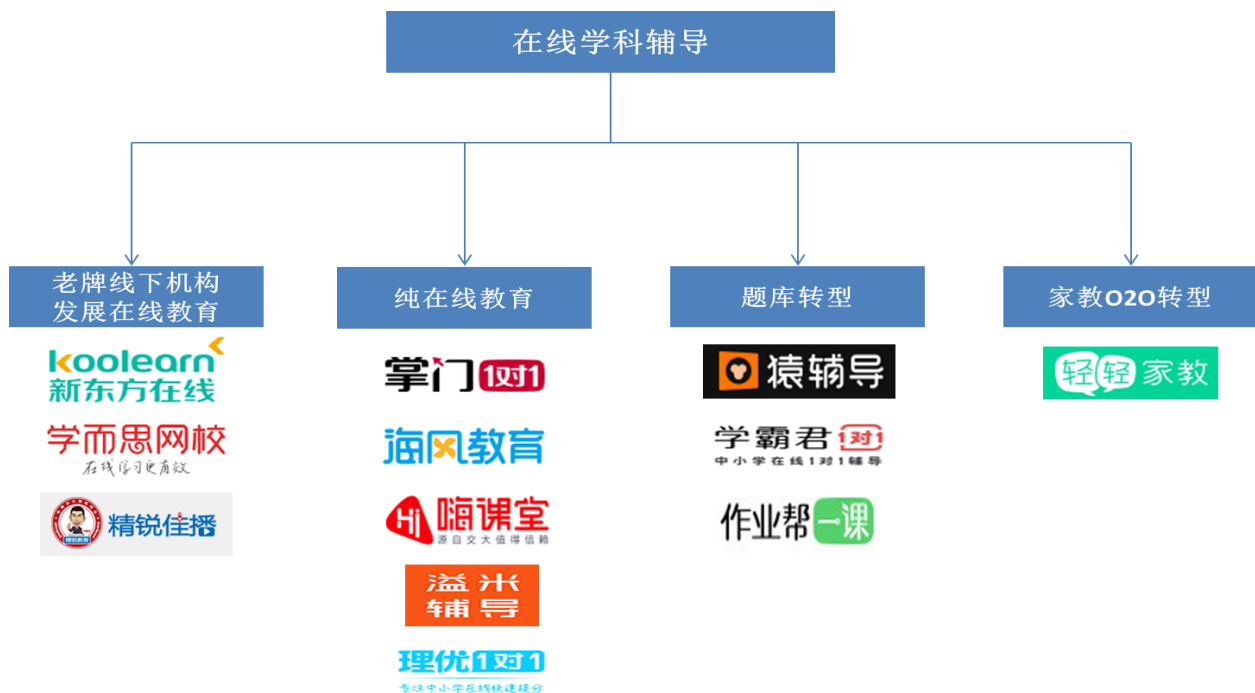 在线学科辅导
老牌线下机构
发展在线教育
纯在线教育
题库转型
家教O2O转型
koolearn
新东方在线
学而思网校
在线学习更有效
精锐佳播
掌门1对1
海风教育
Hi 嗨课堂
源自交大值得信赖
溢米
辅导
理优1对1
专注中小学在线快速提分
猿辅导
学霸君1对1
中小学在线1对1辅导
作业帮一课
轻轻家教